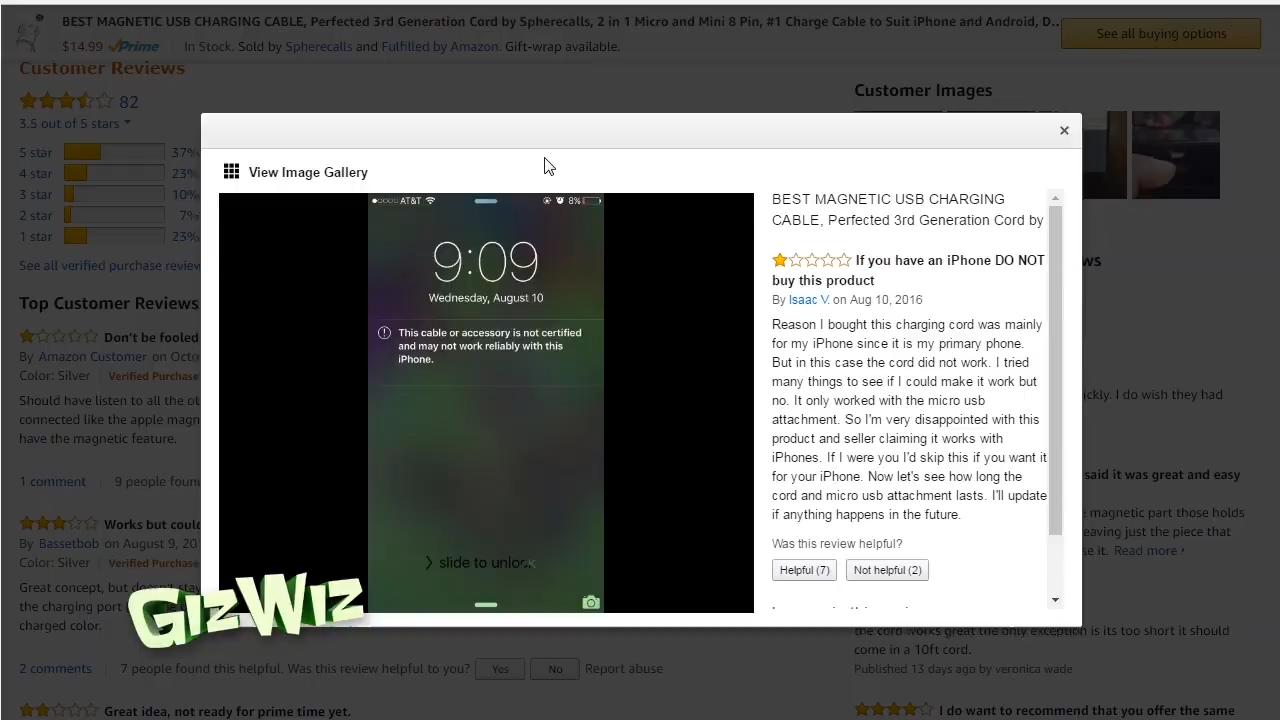 BEST MAGNETIC USB CHARGING CABLE, Perfected 3rd Generation Cord by Spherecalls, 2 in 1 Micro and Mini 8 Pin, #1 Charge Cable to Suit iPhone and Android, D...
$14.99 Prime In Stock. Sold by Spherecalls and Fulfilled by Amazon. Gift-wrap available.
See all buying options
Customer Reviews
82
3.5 out of 5 stars
5 star 37%
4 star 23%
3 star 10%
2 star 7%
1 star 23%
See all verified purchase review
Top Customer Reviews
Don't be fooled
By Amazon Customer on Octo
Color: Silver | Verified Purchase
Should have listen to all the ot
connected like the apple magn
have the magnetic feature.
1 comment 9 people foun
Works but coul
By Bassetbob on August 9, 20
Color: Silver | Verified Purchase
Great concept, but doesn't stay
the charging port
charged color.
2 comments 7 people found this helpful. Was this review helpful to you? Yes No Report abuse
Great idea, not ready for prime time yet.
Customer Images
×
View Image Gallery
AT&T 8%
9:09
Wednesday, August 10
This cable or accessory is not certified
and may not work reliably with this
iPhone.
slide to unlock
BEST MAGNETIC USB CHARGING
CABLE, Perfected 3rd Generation Cord by
If you have an iPhone DO NOT
buy this product
By Isaac V. on Aug 10, 2016
Reason I bought this charging cord was mainly
for my iPhone since it is my primary phone.
But in this case the cord did not work. I tried
many things to see if I could make it work but
no. It only worked with the micro usb
attachment. So I'm very disappointed with this
product and seller claiming it works with
iPhones. If I were you I'd skip this if you want it
for your iPhone. Now let's see how long the
cord and micro usb attachment lasts. I'll update
if anything happens in the future.
Was this review helpful?
Helpful (7) Not helpful (2)
ws
ckly. I do wish they had
said it was great and easy
magnetic part those holds
eaving just the piece that
se it. Read more
the cord works great the only exception is its too short it should
come in a 10ft cord.
Published 13 days ago by veronica wade
I do want to recommend that you offer the same
GIZWIZ